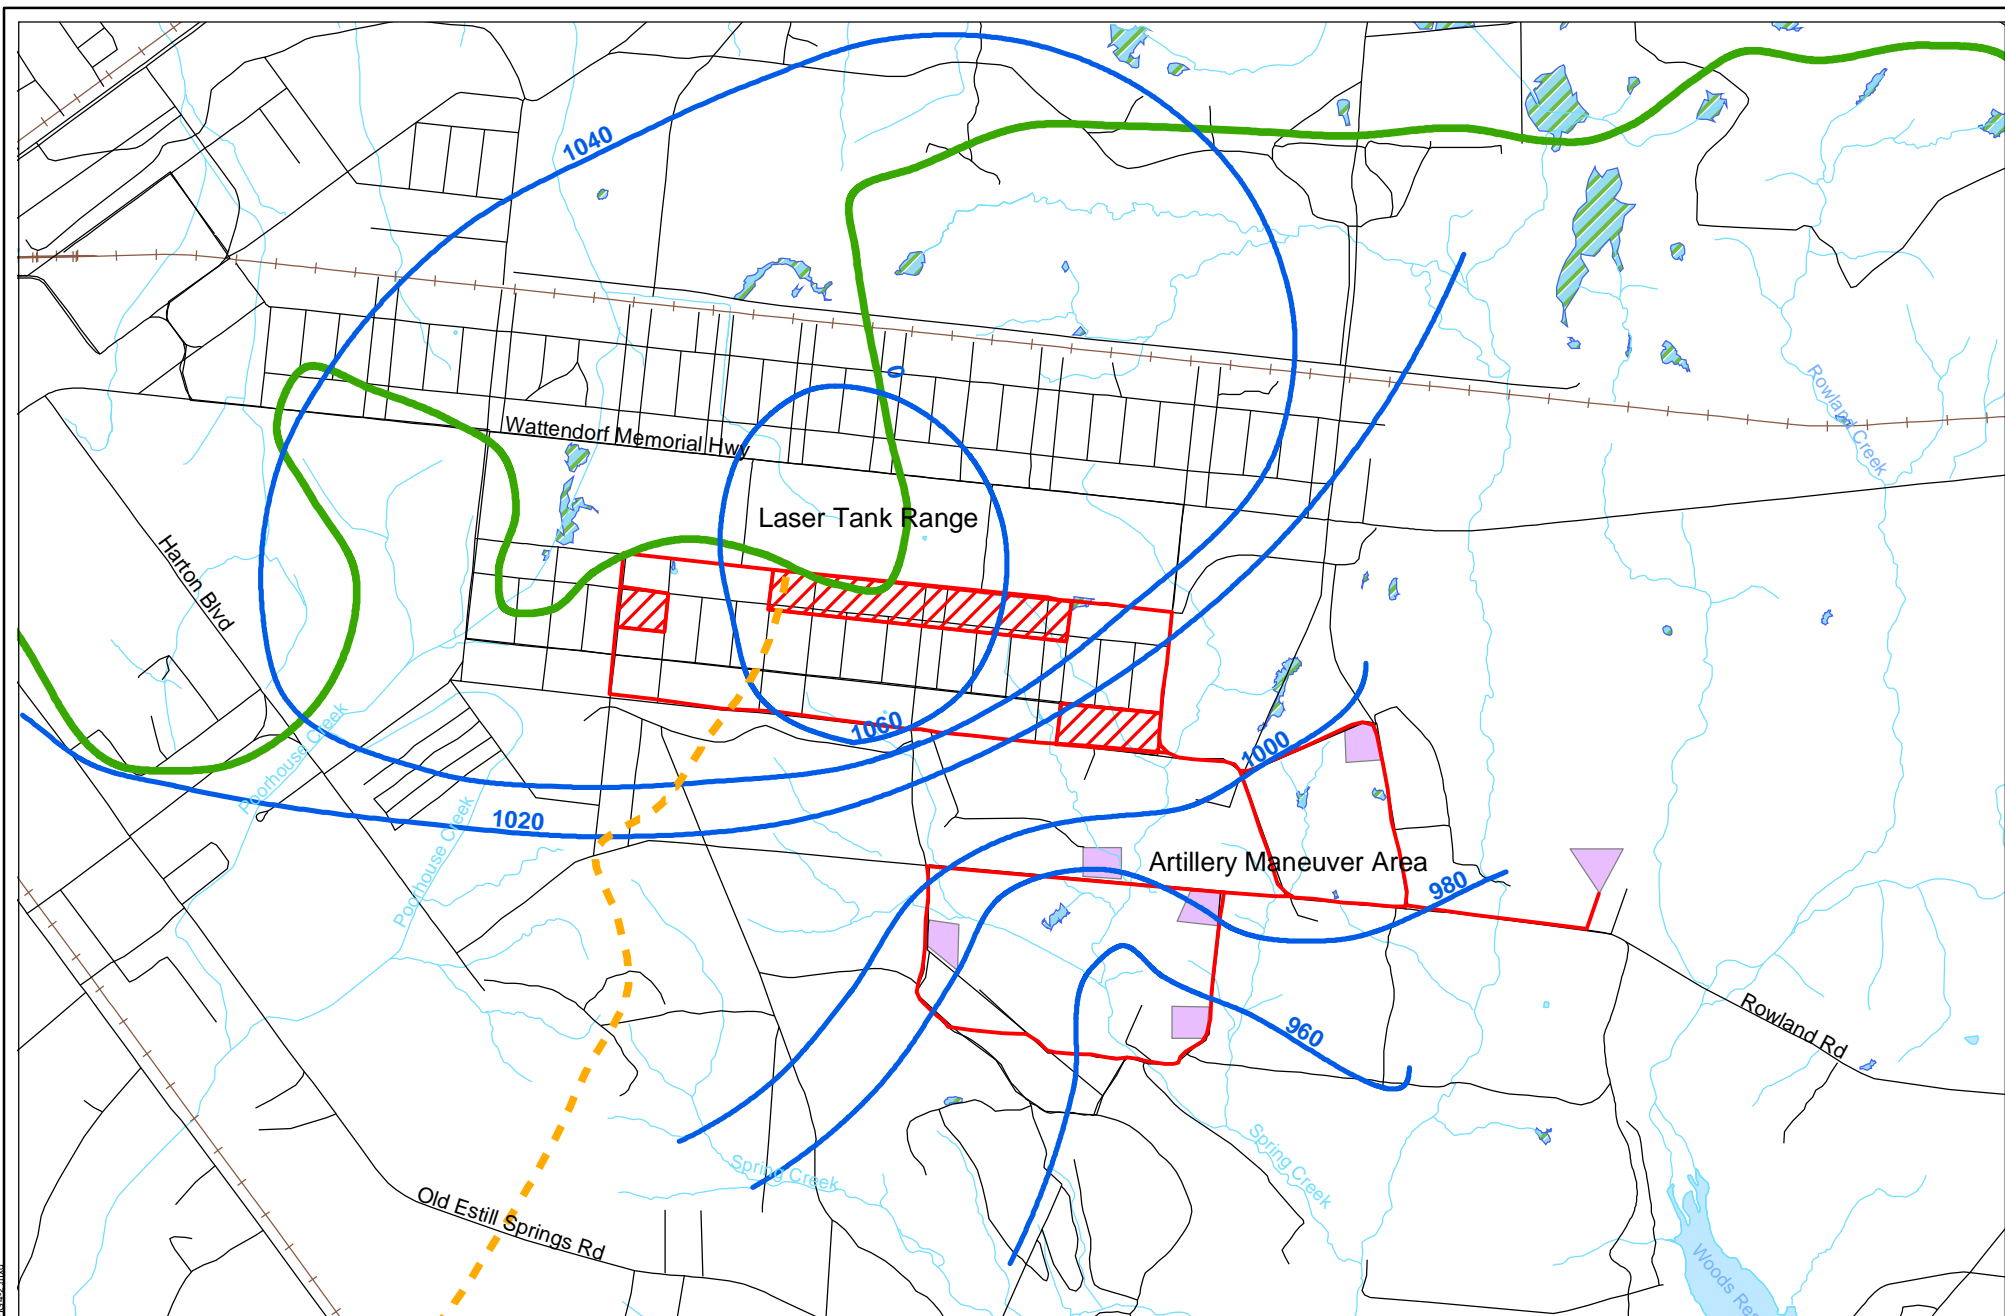 1040
0
Rowland Creek
Wattendorf Memorial Hwy
Laser Tank Range
Harton Blvd
Poorhouse Creek
1060
1000
1020
Poorhouse Creek
Artillery Maneuver Area
980
960
Rowland Rd
Spring Creek
Spring Creek
Old Estill Springs Rd
Woods Res